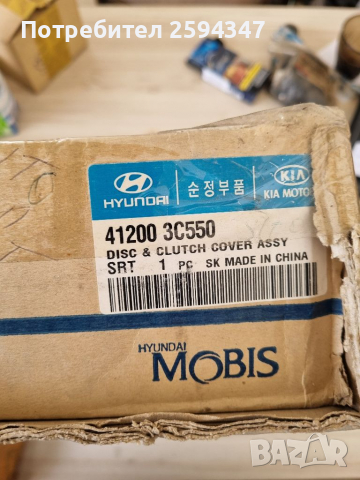 Потребител 2594347
HYUNDAI
순정부품
KIA
KIA MOTO
41200 3C550
DISC & CLUTCH COVER ASSY
SRT 1 PC SK MADE IN CHINA
HYUNDAI
MOBIS
BAZAR